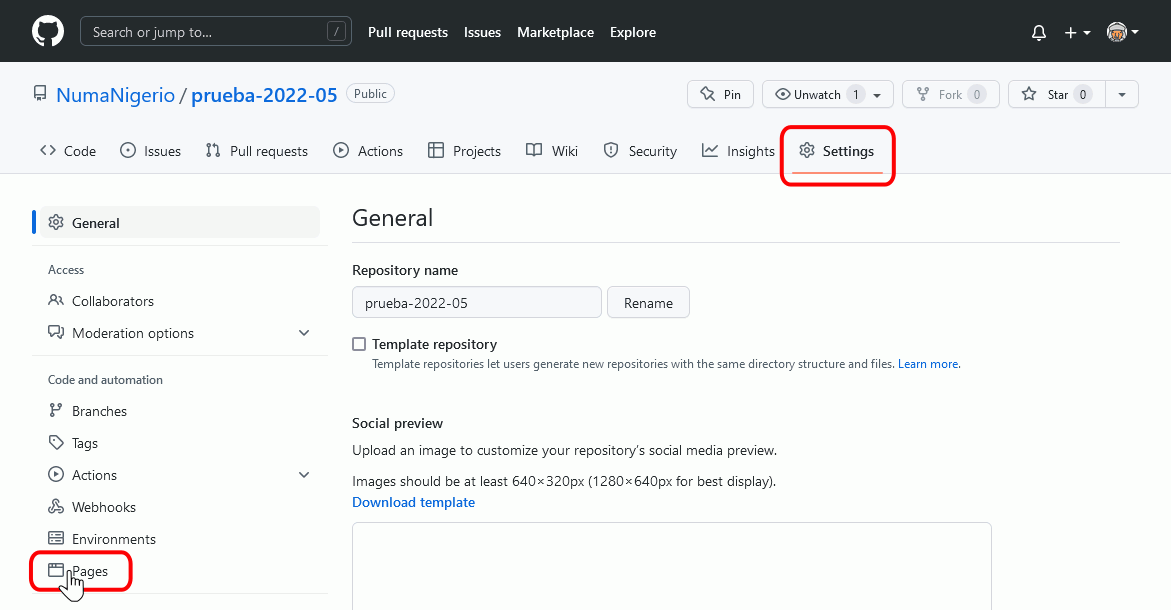 Search or jump to... /
Pull requests Issues Marketplace Explore
NumaNigerio / prueba-2022-05 Public
Pin Unwatch 1 Fork 0 Star 0
Code Issues Pull requests Actions Projects Wiki Security Insights Settings
General
Access
Collaborators
Moderation options
Code and automation
Branches
Tags
Actions
Webhooks
Environments
Pages
General
Repository name
prueba-2022-05 Rename
Template repository
Template repositories let users generate new repositories with the same directory structure and files. Learn more.
Social preview
Upload an image to customize your repository's social media preview.
Images should be at least 640×320px (1280×640px for best display).
Download template